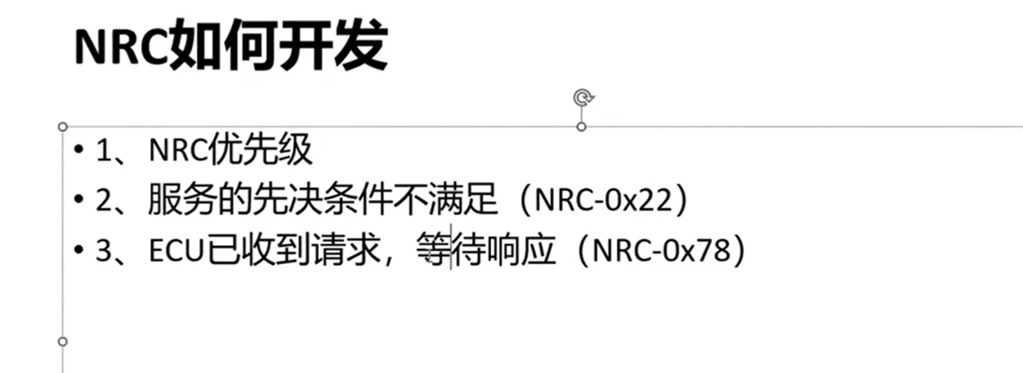 NRC如何开发
• 1、NRC优先级
• 2、服务的先决条件不满足（NRC-0x22）
• 3、ECU已收到请求，等待响应（NRC-0x78）